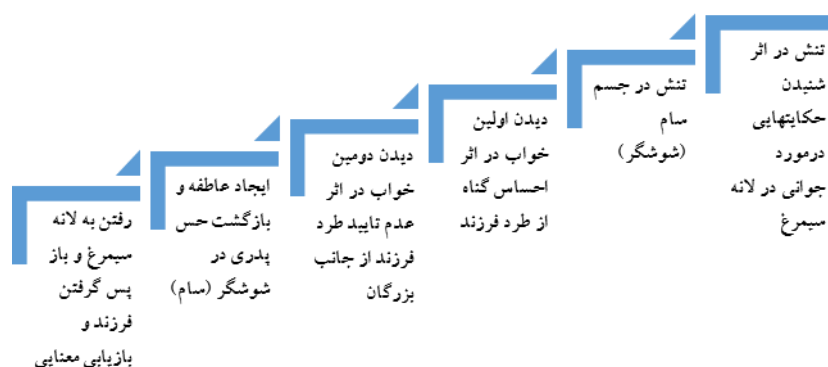 تنش در اثر
شنیدن
حکایتهایی
درمورد
جوانی در لانه
سیمرغ
تنش در جسم
سام
(شوشگر)
دیدن اولین
خواب در اثر
احساس گناه
از طرد فرزند
دیدن دومین
خواب در اثر
عدم تایید طرد
فرزند از جانب
بزرگان
ایجاد عاطفه و
بازگشت حس
پدری در
شوشگر (سام)
رفتن به لانه
سیمرغ و باز
پس گرفتن
فرزند و
بازیابی معنایی